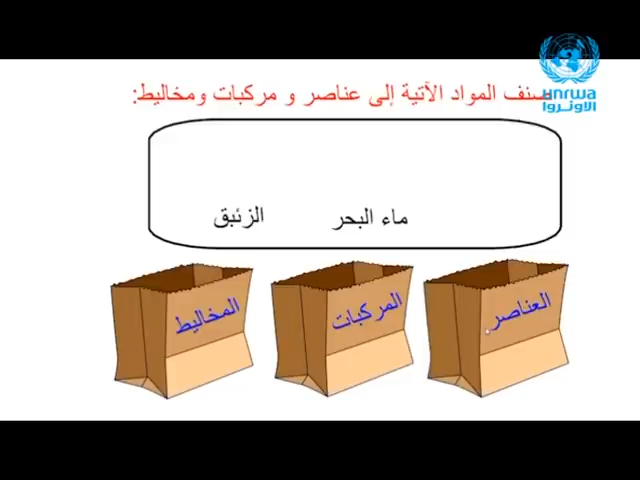 صنف المواد الآتية إلى عناصر و مركبات ومخاليط:
unrwa
الأونروا
ماء البحر
الزئبق
العناصر
المركبات
المخاليط